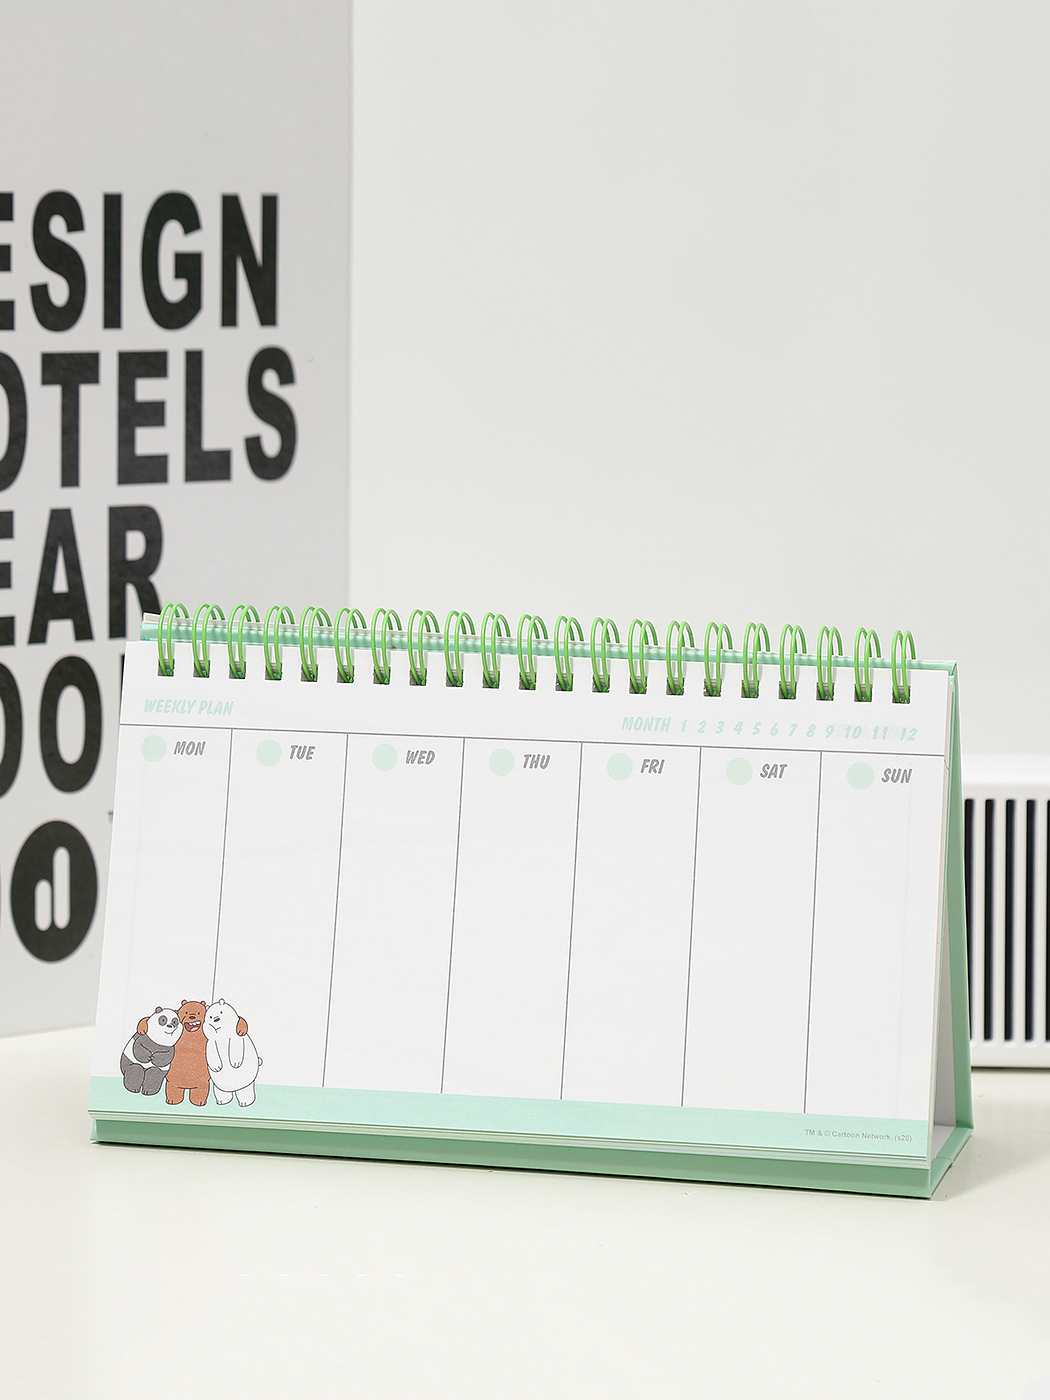 ESIGN
OTELS
EAR
OO
WEEKLY PLAN
MONTH 1 2 3 4 5 6 7 8 9 10 11 12
MON TUE WED THU FRI SAT SUN
TM & © Cartoon Network. (s20)